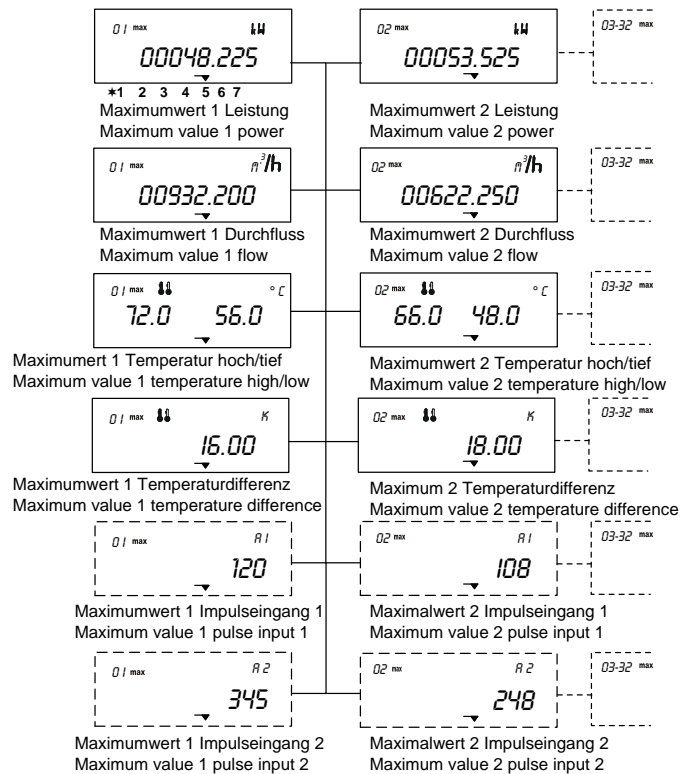 01 max kW 02 max 03-32 max
00048.225 00053.525
✶1 2 3 4 5 6 7
Maximumwert 1 Leistung Maximumwert 2 Leistung
Maximum value 1 power Maximum value 2 power
01 max m³/h 02 max m³/h 03-32 max
00932.200 00622.250
Maximumwert 1 Durchfluss Maximumwert 2 Durchfluss
Maximum value 1 flow Maximum value 2 flow
01 max °C 02 max °C 03-32 max
72.0 56.0 66.0 48.0
Maximumert 1 Temperatur hoch/tief Maximumwert 2 Temperatur hoch/tief
Maximum value 1 temperature high/low Maximum value 2 temperature high/low
01 max K 02 max K 03-32 max
16.00 18.00
Maximumwert 1 Temperaturdifferenz Maximum 2 Temperaturdifferenz
Maximum value 1 temperature difference Maximum value 2 temperature difference
01 max A1 02 max A1 03-32 max
120 108
Maximumwert 1 Impulseingang 1 Maximalwert 2 Impulseingang 1
Maximum value 1 pulse input 1 Maximum value 2 pulse input 1
01 max A2 02 max A2 03-32 max
345 248
Maximumwert 1 Impulseingang 2 Maximalwert 2 Impulseingang 2
Maximum value 1 pulse input 2 Maximum value 2 pulse input 2